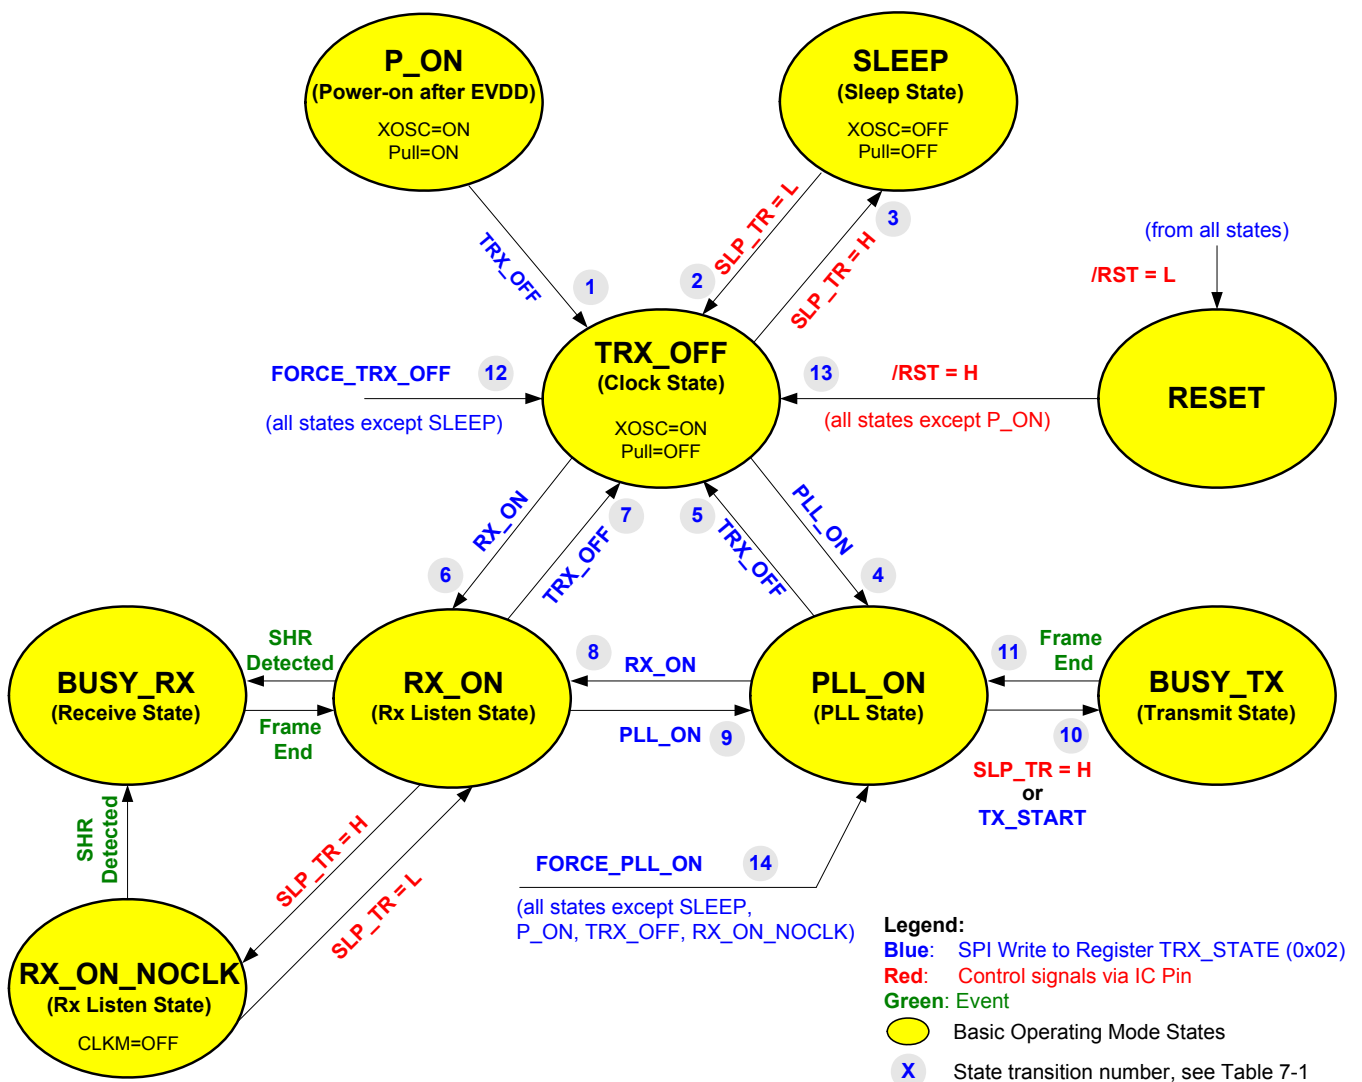 P_ON
(Power-on after EVDD)
XOSC=ON
Pull=ON
SLEEP
(Sleep State)
XOSC=OFF
Pull=OFF
TRX_OFF
1
2
SLP_TR = L
SLP_TR = H
3
(from all states)
/RST = L
FORCE_TRX_OFF
12
(all states except SLEEP)
TRX_OFF
(Clock State)
XOSC=ON
Pull=OFF
13
/RST = H
(all states except P_ON)
RESET
6
RX_ON
7
TRX_OFF
5
TRX_OFF
PLL_ON
4
BUSY_RX
(Receive State)
SHR
Detected
Frame
End
RX_ON
(Rx Listen State)
8
RX_ON
PLL_ON
9
PLL_ON
(PLL State)
11
Frame
End
10
SLP_TR = H
or
TX_START
BUSY_TX
(Transmit State)
SHR
Detected
SLP_TR = H
SLP_TR = L
RX_ON_NOCLK
(Rx Listen State)
CLKM=OFF
FORCE_PLL_ON
14
(all states except SLEEP,
P_ON, TRX_OFF, RX_ON_NOCLK)
Legend:
Blue: SPI Write to Register TRX_STATE (0x02)
Red: Control signals via IC Pin
Green: Event
Basic Operating Mode States
X State transition number, see Table 7-1